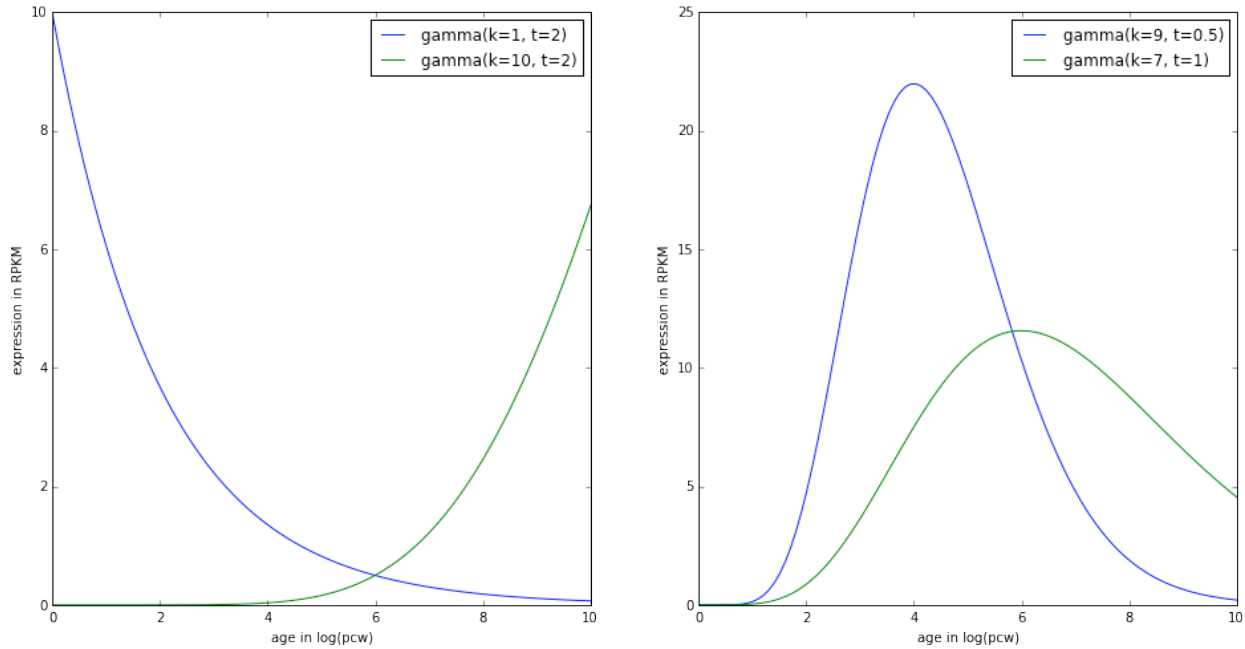 10
8
6
4
2
0
expression in RPKM
gamma(k=1, t=2)
gamma(k=10, t=2)
0 2 4 6 8 10
age in log(pcw)
25
20
15
10
5
0
expression in RPKM
gamma(k=9, t=0.5)
gamma(k=7, t=1)
0 2 4 6 8 10
age in log(pcw)